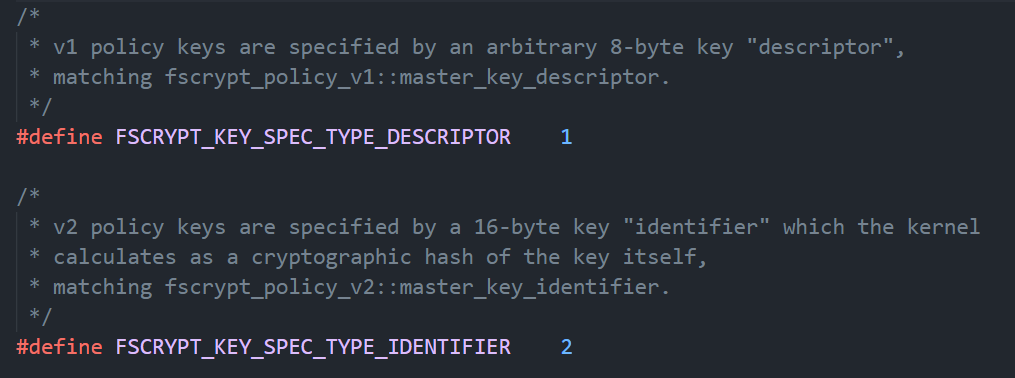 /*
 * v1 policy keys are specified by an arbitrary 8-byte key "descriptor",
 * matching fscrypt_policy_v1::master_key_descriptor.
 */
#define FSCRYPT_KEY_SPEC_TYPE_DESCRIPTOR    1

/*
 * v2 policy keys are specified by a 16-byte key "identifier" which the kernel
 * calculates as a cryptographic hash of the key itself,
 * matching fscrypt_policy_v2::master_key_identifier.
 */
#define FSCRYPT_KEY_SPEC_TYPE_IDENTIFIER    2